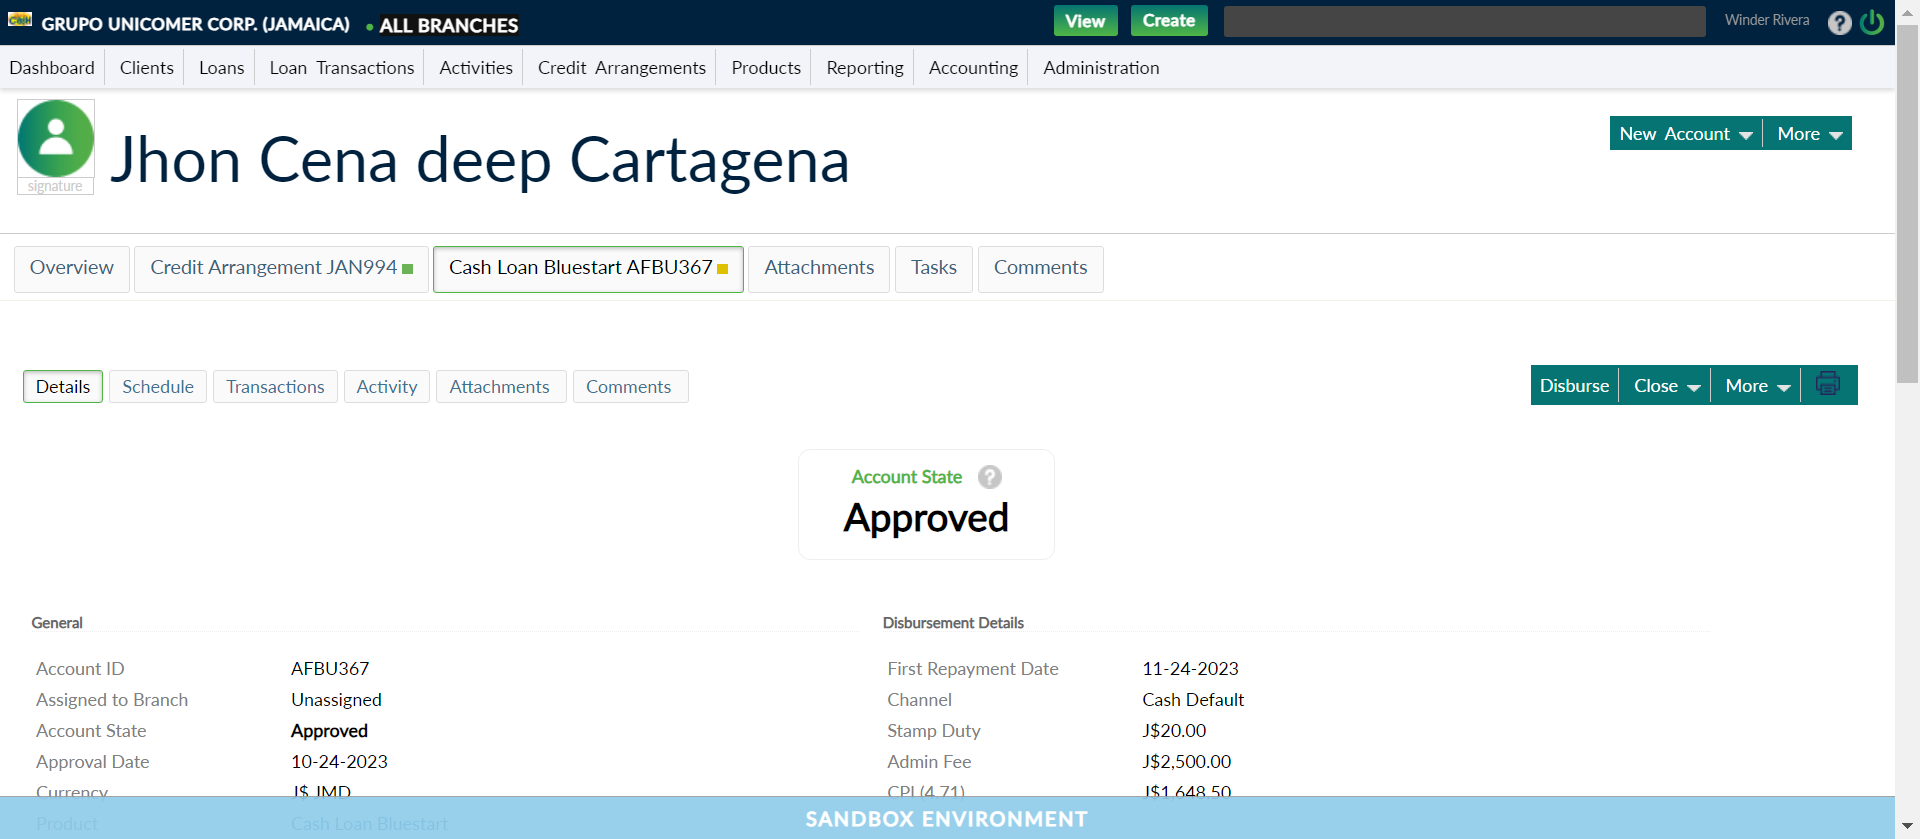 Cash GRUPO UNICOMER CORP. (JAMAICA) • ALL BRANCHES View Create Winder Rivera ?
Dashboard Clients Loans Loan Transactions Activities Credit Arrangements Products Reporting Accounting Administration
signature
Jhon Cena deep Cartagena
New Account More
Overview Credit Arrangement JAN994 Cash Loan Bluestart AFBU367 Attachments Tasks Comments
Details Schedule Transactions Activity Attachments Comments
Disburse Close More
Account State ?
Approved
General
Account ID AFBU367
Assigned to Branch Unassigned
Account State Approved
Approval Date 10-24-2023
Currency J$ JMD
Product Cash Loan Bluestart
Disbursement Details
First Repayment Date 11-24-2023
Channel Cash Default
Stamp Duty J$20.00
Admin Fee J$2,500.00
CPI (4.71) J$1,648.50
SANDBOX ENVIRONMENT